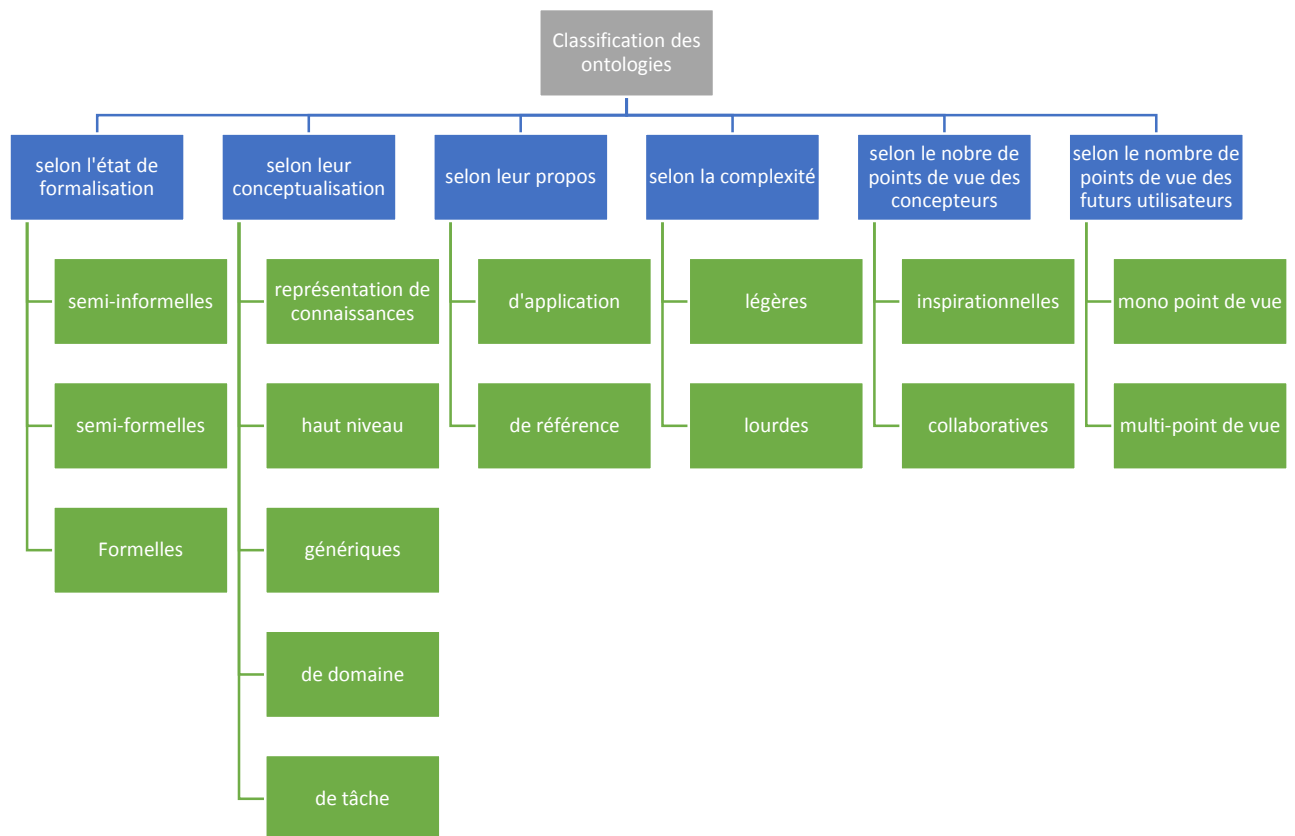 Classification des
ontologies
selon l'état de
formalisation
selon leur
conceptualisation
selon leur propos
selon la complexité
selon le nobre de
points de vue des
concepteurs
selon le nombre de
points de vue des
futurs utilisateurs
semi-informelles
représentation de
connaissances
d'application
légères
inspirationnelles
mono point de vue
semi-formelles
haut niveau
de référence
lourdes
collaboratives
multi-point de vue
Formelles
génériques
de domaine
de tâche